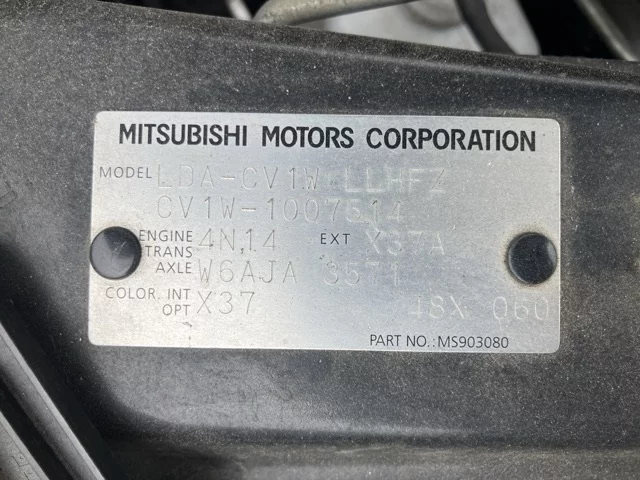 MITSUBISHI MOTORS CORPORATION
MODEL LDA-CV1W LLHFZ
CV1W-1007514
ENGINE 4N14 EXT X37A
TRANS AXLE W6AJA 3571
COLOR, INT OPT X37 48X 060
PART NO.:MS903080